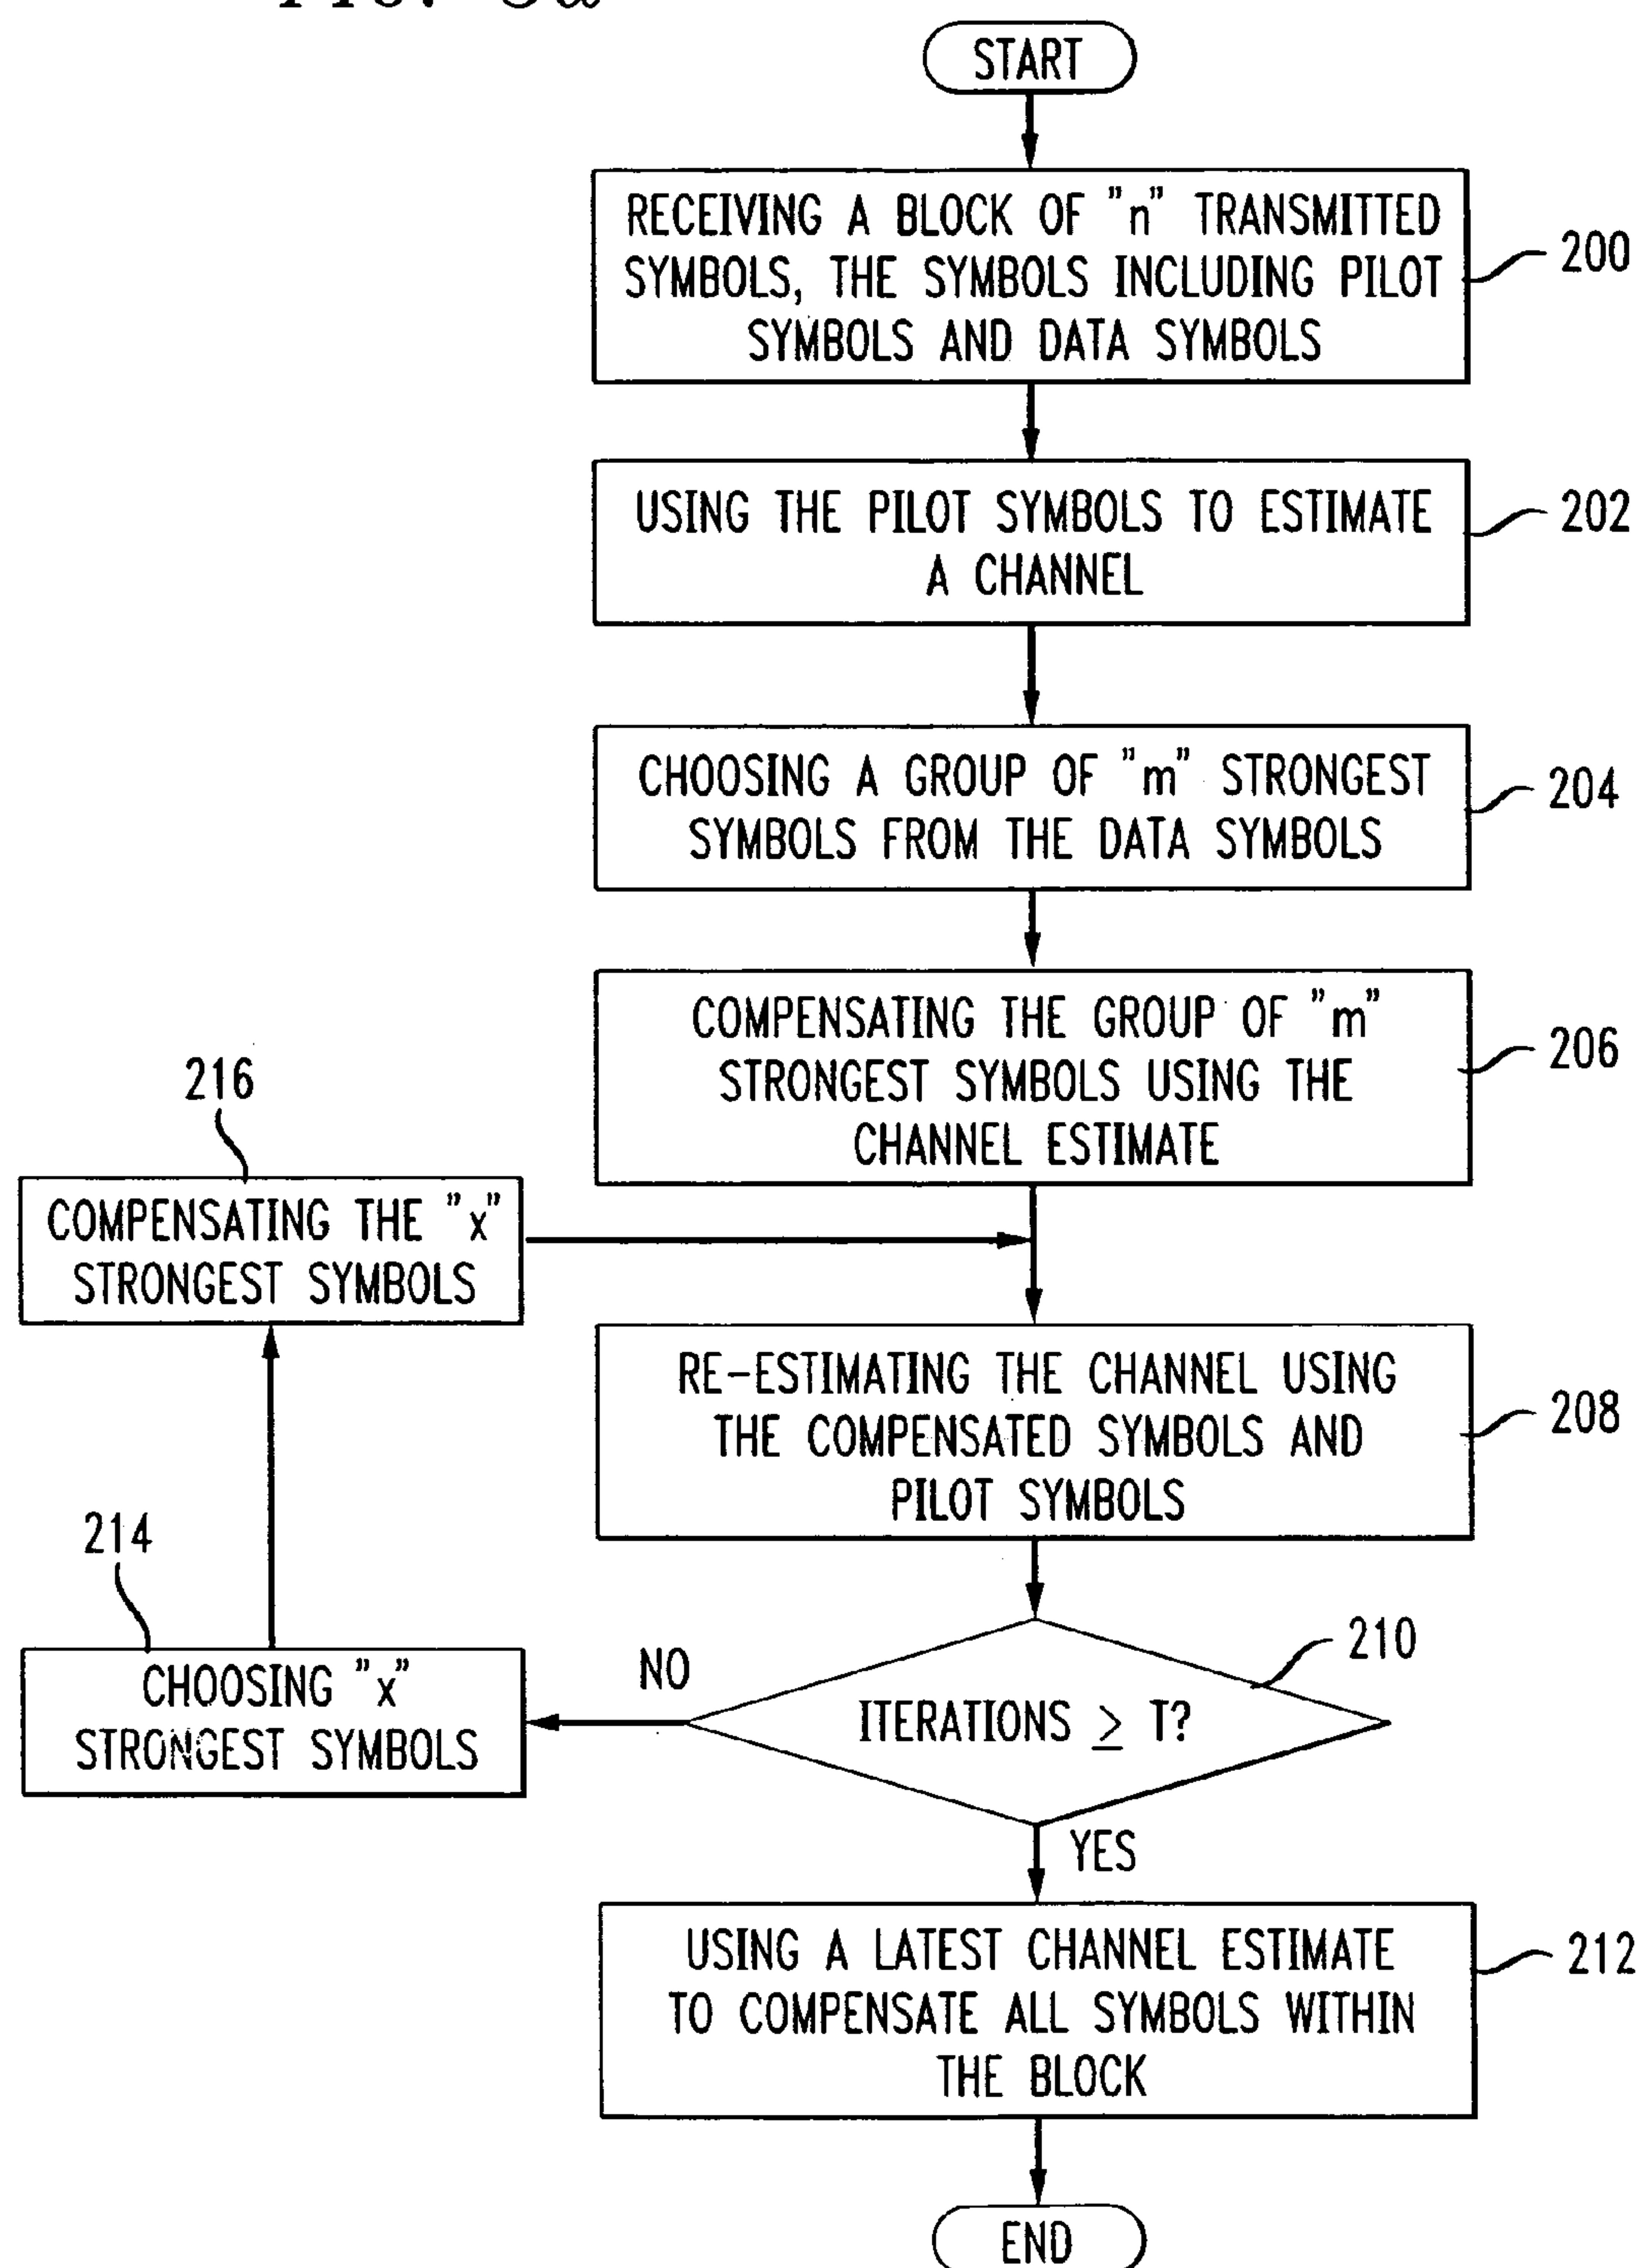 START
RECEIVING A BLOCK OF "n" TRANSMITTED
SYMBOLS, THE SYMBOLS INCLUDING PILOT
SYMBOLS AND DATA SYMBOLS
200
USING THE PILOT SYMBOLS TO ESTIMATE
A CHANNEL
202
CHOOSING A GROUP OF "m" STRONGEST
SYMBOLS FROM THE DATA SYMBOLS
204
COMPENSATING THE GROUP OF "m"
STRONGEST SYMBOLS USING THE
CHANNEL ESTIMATE
206
216
COMPENSATING THE "x"
STRONGEST SYMBOLS
RE-ESTIMATING THE CHANNEL USING
THE COMPENSATED SYMBOLS AND
PILOT SYMBOLS
208
214
CHOOSING "x"
STRONGEST SYMBOLS
NO
210
ITERATIONS ≥ T?
YES
USING A LATEST CHANNEL ESTIMATE
TO COMPENSATE ALL SYMBOLS WITHIN
THE BLOCK
212
END